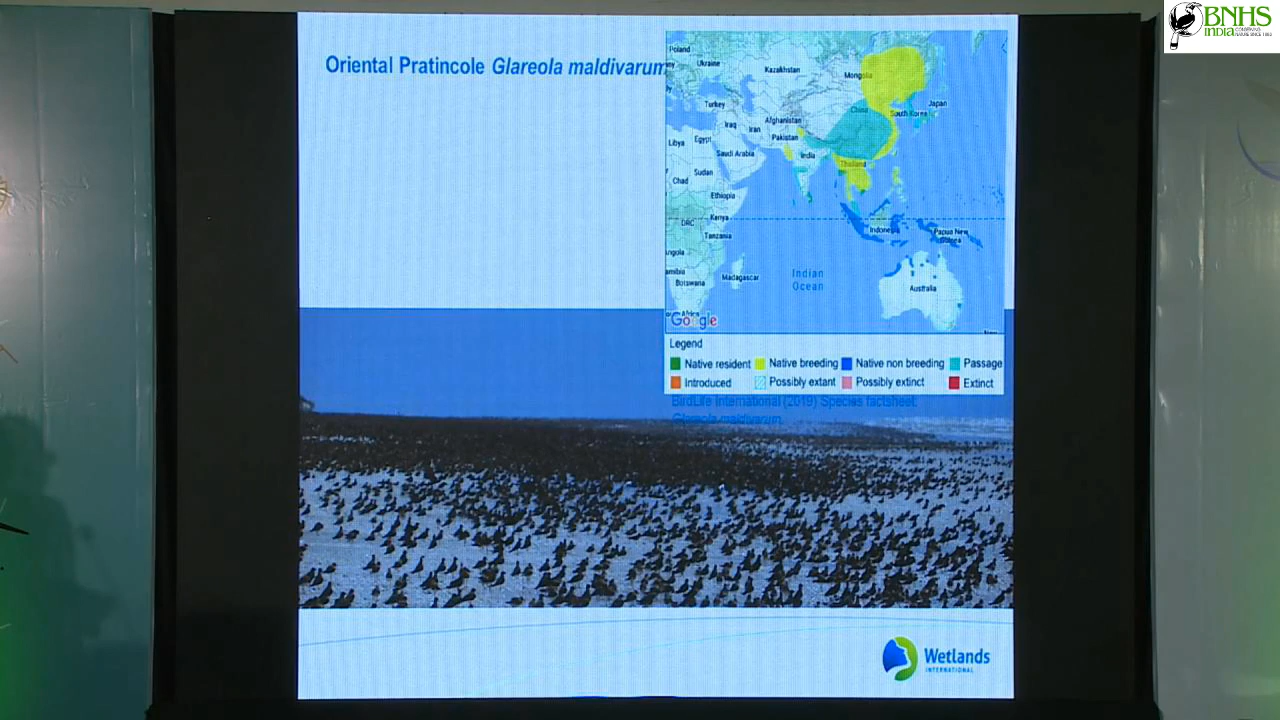 BNHS
India
Oriental Pratincole Glareola maldivarum
Poland
Ukraine
Kazakhstan
Mongolia
Turkey
China
Japan
South Korea
Afghanistan
Iraq
Iran
Pakistan
Libya
Egypt
Saudi Arabia
India
Thailand
Chad
Sudan
Ethiopia
DRC
Kenya
Indonesia
Papua New
Guinea
Tanzania
Angola
Namibia
Botswana
Madagascar
Indian
Ocean
Australia
Google
Legend
Native resident Native breeding Native non breeding Passage
Introduced Possibly extant Possibly extinct Extinct
BirdLife International (2019) Species factsheet:
Glareola maldivarum
Wetlands
INTERNATIONAL